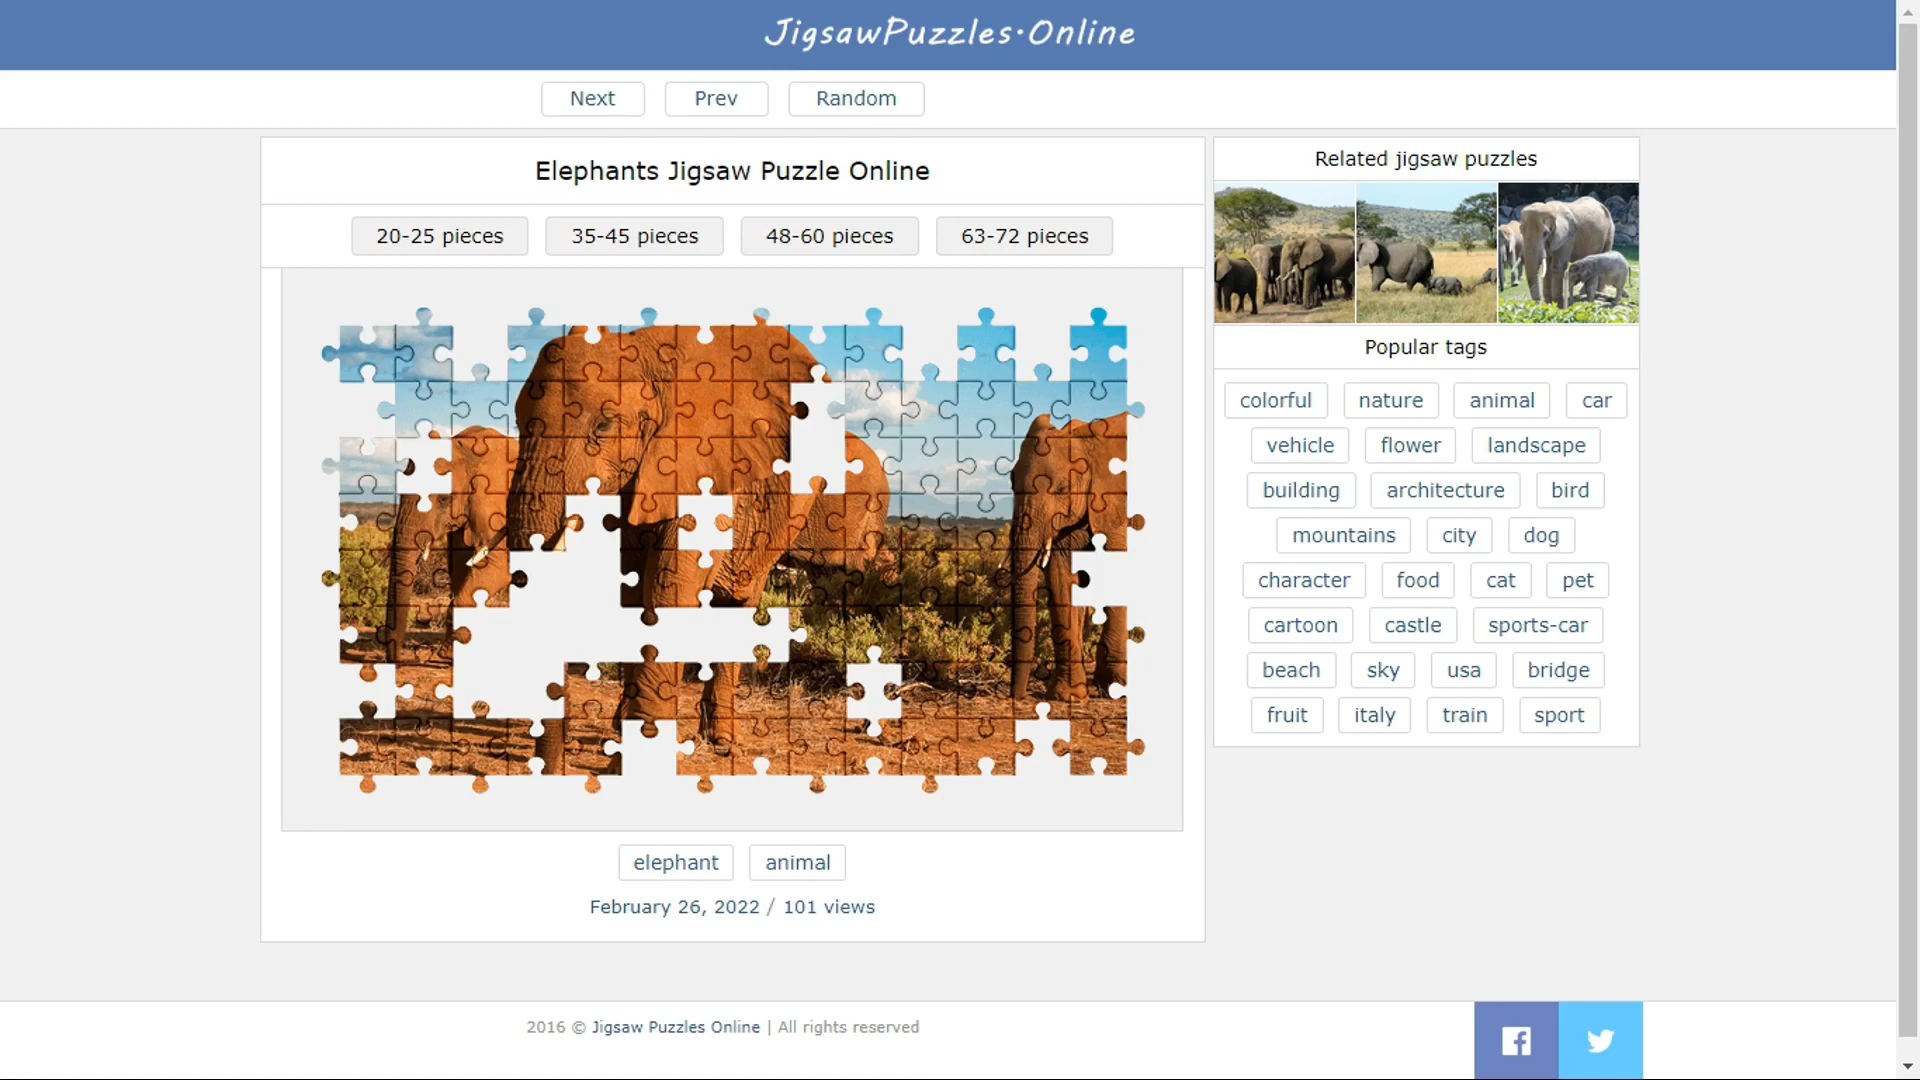 JigsawPuzzles·Online
Next Prev Random
Elephants Jigsaw Puzzle Online
20-25 pieces 35-45 pieces 48-60 pieces 63-72 pieces
elephant animal
February 26, 2022 / 101 views
Related jigsaw puzzles
Popular tags
colorful nature animal car
vehicle flower landscape
building architecture bird
mountains city dog
character food cat pet
cartoon castle sports-car
beach sky usa bridge
fruit italy train sport
2016 © Jigsaw Puzzles Online | All rights reserved